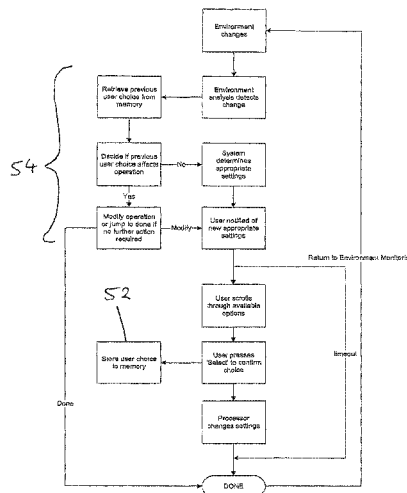 Environment
changes
Retrieve previous
user choice from
memory
Environment
analysis detects
change
54
Decide if previous
user choice affects
operation
No
System
determines
appropriate
settings
Yes
Modify operation
or jump to done if
no further action
required
Modify
User notified of
new appropriate
settings
Return to Environment Monitoring
52
User scrolls
through available
options
Store user choice
to memory
User presses
'Select' to confirm
choice
timeout
Done
Processor
changes settings
DONE